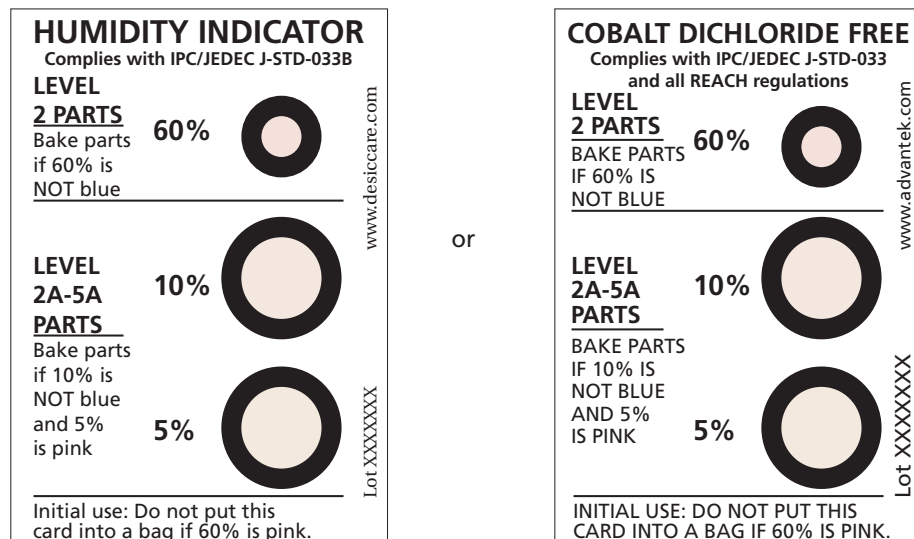 HUMIDITY INDICATOR
Complies with IPC/JEDEC J-STD-033B
LEVEL
2 PARTS
Bake parts
if 60% is
NOT blue
60%
www.desiccare.com
LEVEL
2A-5A
PARTS
Bake parts
if 10% is
NOT blue
and 5%
is pink
10%
5%
Lot XXXXXXX
Initial use: Do not put this
card into a bag if 60% is pink.
or
COBALT DICHLORIDE FREE
Complies with IPC/JEDEC J-STD-033
and all REACH regulations
LEVEL
2 PARTS
BAKE PARTS
IF 60% IS
NOT BLUE
60%
www.advantek.com
LEVEL
2A-5A
PARTS
BAKE PARTS
IF 10% IS
NOT BLUE
AND 5%
IS PINK
10%
5%
Lot XXXXXXX
INITIAL USE: DO NOT PUT THIS
CARD INTO A BAG IF 60% IS PINK.